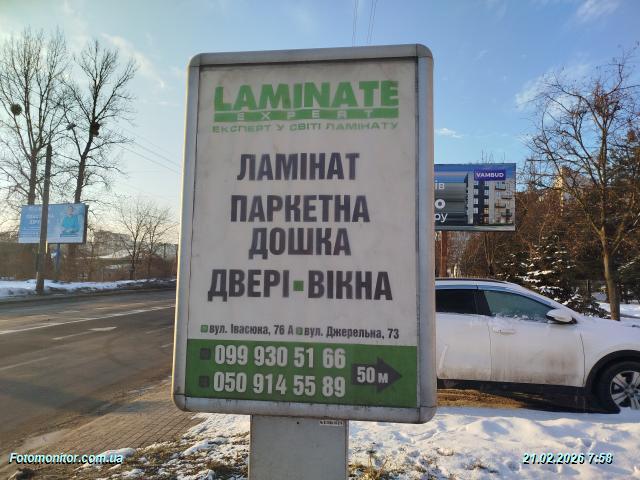 LAMINATE
EXPERT
ЕКСПЕРТ У СВІТІ ЛАМІНАТУ
ЛАМІНАТ
ПАРКЕТНА
ДОШКА
ДВЕРІ▪ВІКНА
вул. Івасюка, 76 А вул. Джерельна, 73
099 930 51 66
050 914 55 89
50 м
VAMBUD
Fotomonitor.com.ua
21.02.2026 7:58